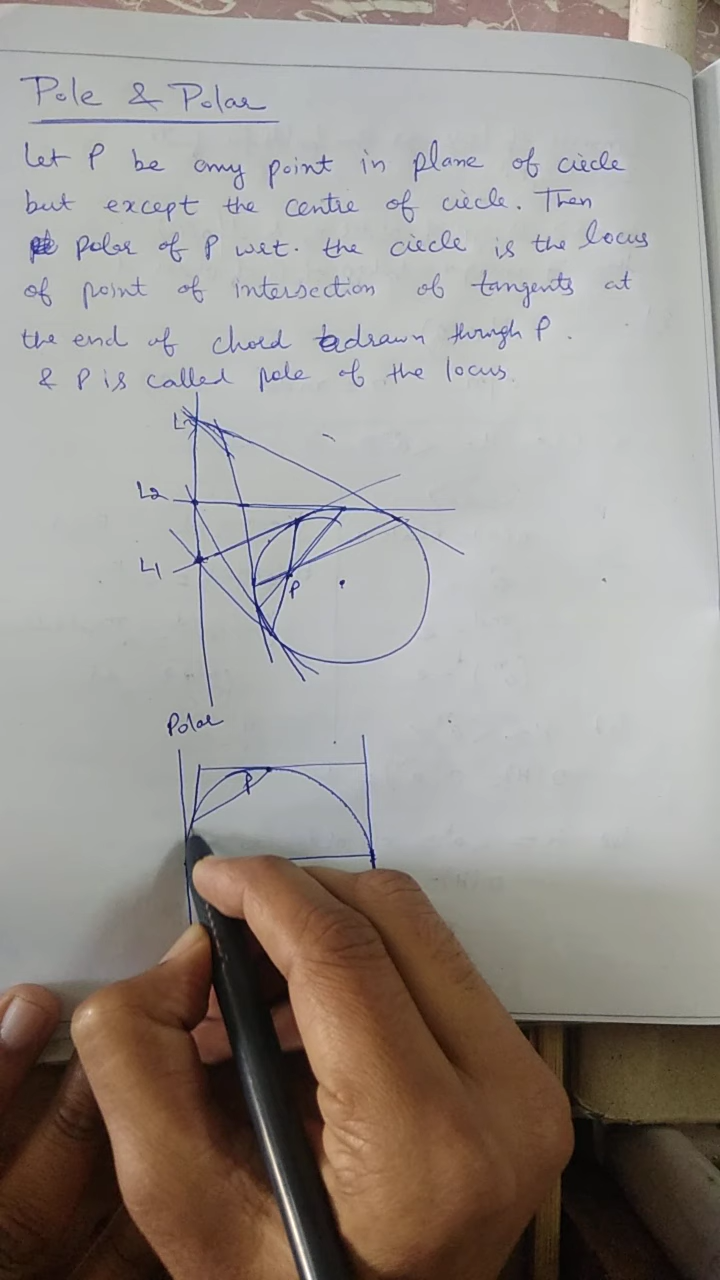 Pole & Polar
Let P be any point in plane of circle
but except the centre of circle. Then
polar of P wrt. the circle is the locus
of point of intersection of tangents at
the end of chord drawn through P.
& P is called pole of the locus.
L3
L2
L1
P
Polar
P